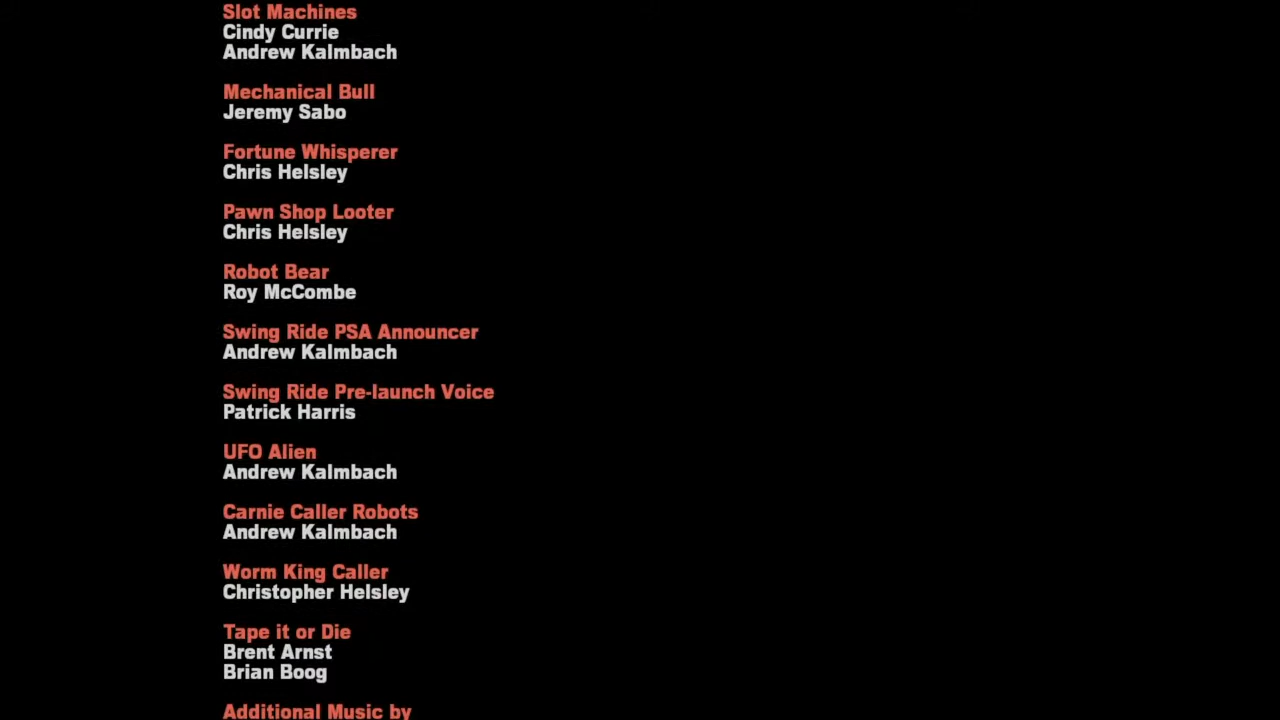 Slot Machines
Cindy Currie
Andrew Kalmbach
Mechanical Bull
Jeremy Sabo
Fortune Whisperer
Chris Helsley
Pawn Shop Looter
Chris Helsley
Robot Bear
Roy McCombe
Swing Ride PSA Announcer
Andrew Kalmbach
Swing Ride Pre-launch Voice
Patrick Harris
UFO Alien
Andrew Kalmbach
Carnie Caller Robots
Andrew Kalmbach
Worm King Caller
Christopher Helsley
Tape it or Die
Brent Arnst
Brian Boog
Additional Music by